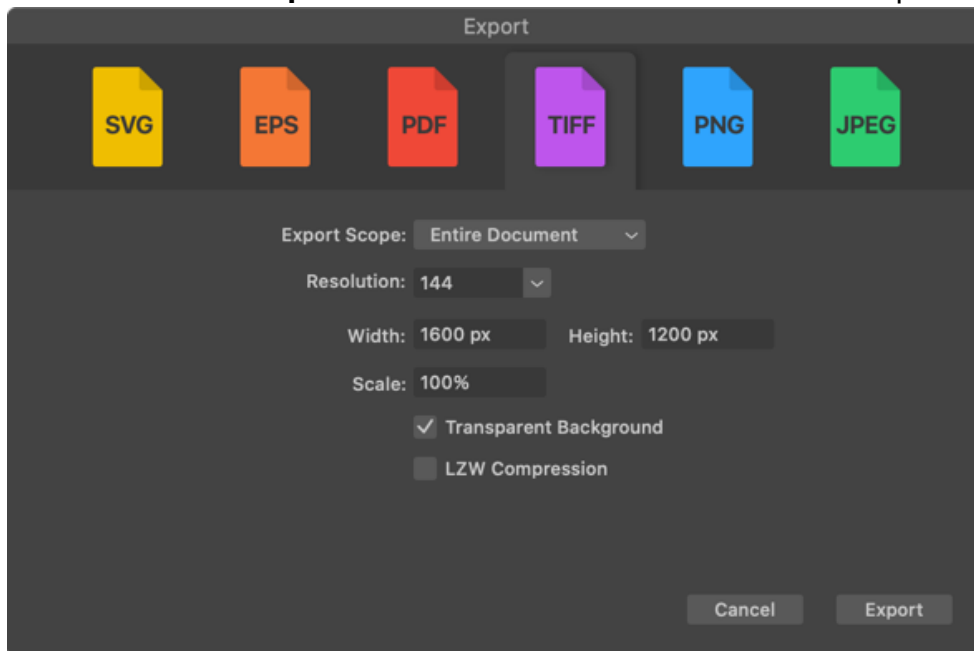 Export
SVG EPS PDF TIFF PNG JPEG
Export Scope: Entire Document
Resolution: 144
Width: 1600 px Height: 1200 px
Scale: 100%
Transparent Background
LZW Compression
Cancel Export